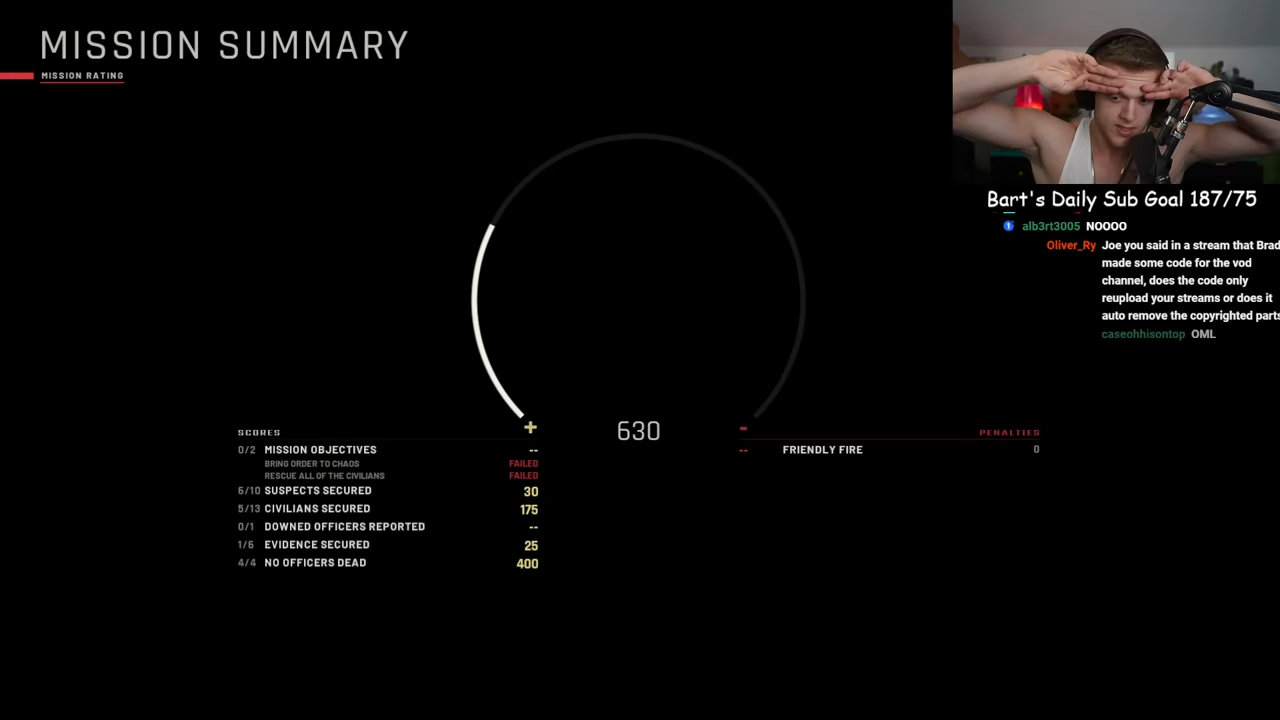 MISSION SUMMARY
MISSION RATING
Bart's Daily Sub Goal 187/75
alb3rt3005 NOOOO
Oliver_Ry Joe you said in a stream that Brad
made some code for the vod
channel, does the code only
reupload your streams or does it
auto remove the copyrighted parts
caseohhisontop OML
630
SCORES +
0/2 MISSION OBJECTIVES --
BRING ORDER TO CHAOS FAILED
RESCUE ALL OF THE CIVILIANS FAILED
6/10 SUSPECTS SECURED 30
5/13 CIVILIANS SECURED 175
0/1 DOWNED OFFICERS REPORTED --
1/6 EVIDENCE SECURED 25
4/4 NO OFFICERS DEAD 400
- PENALTIES
-- FRIENDLY FIRE 0